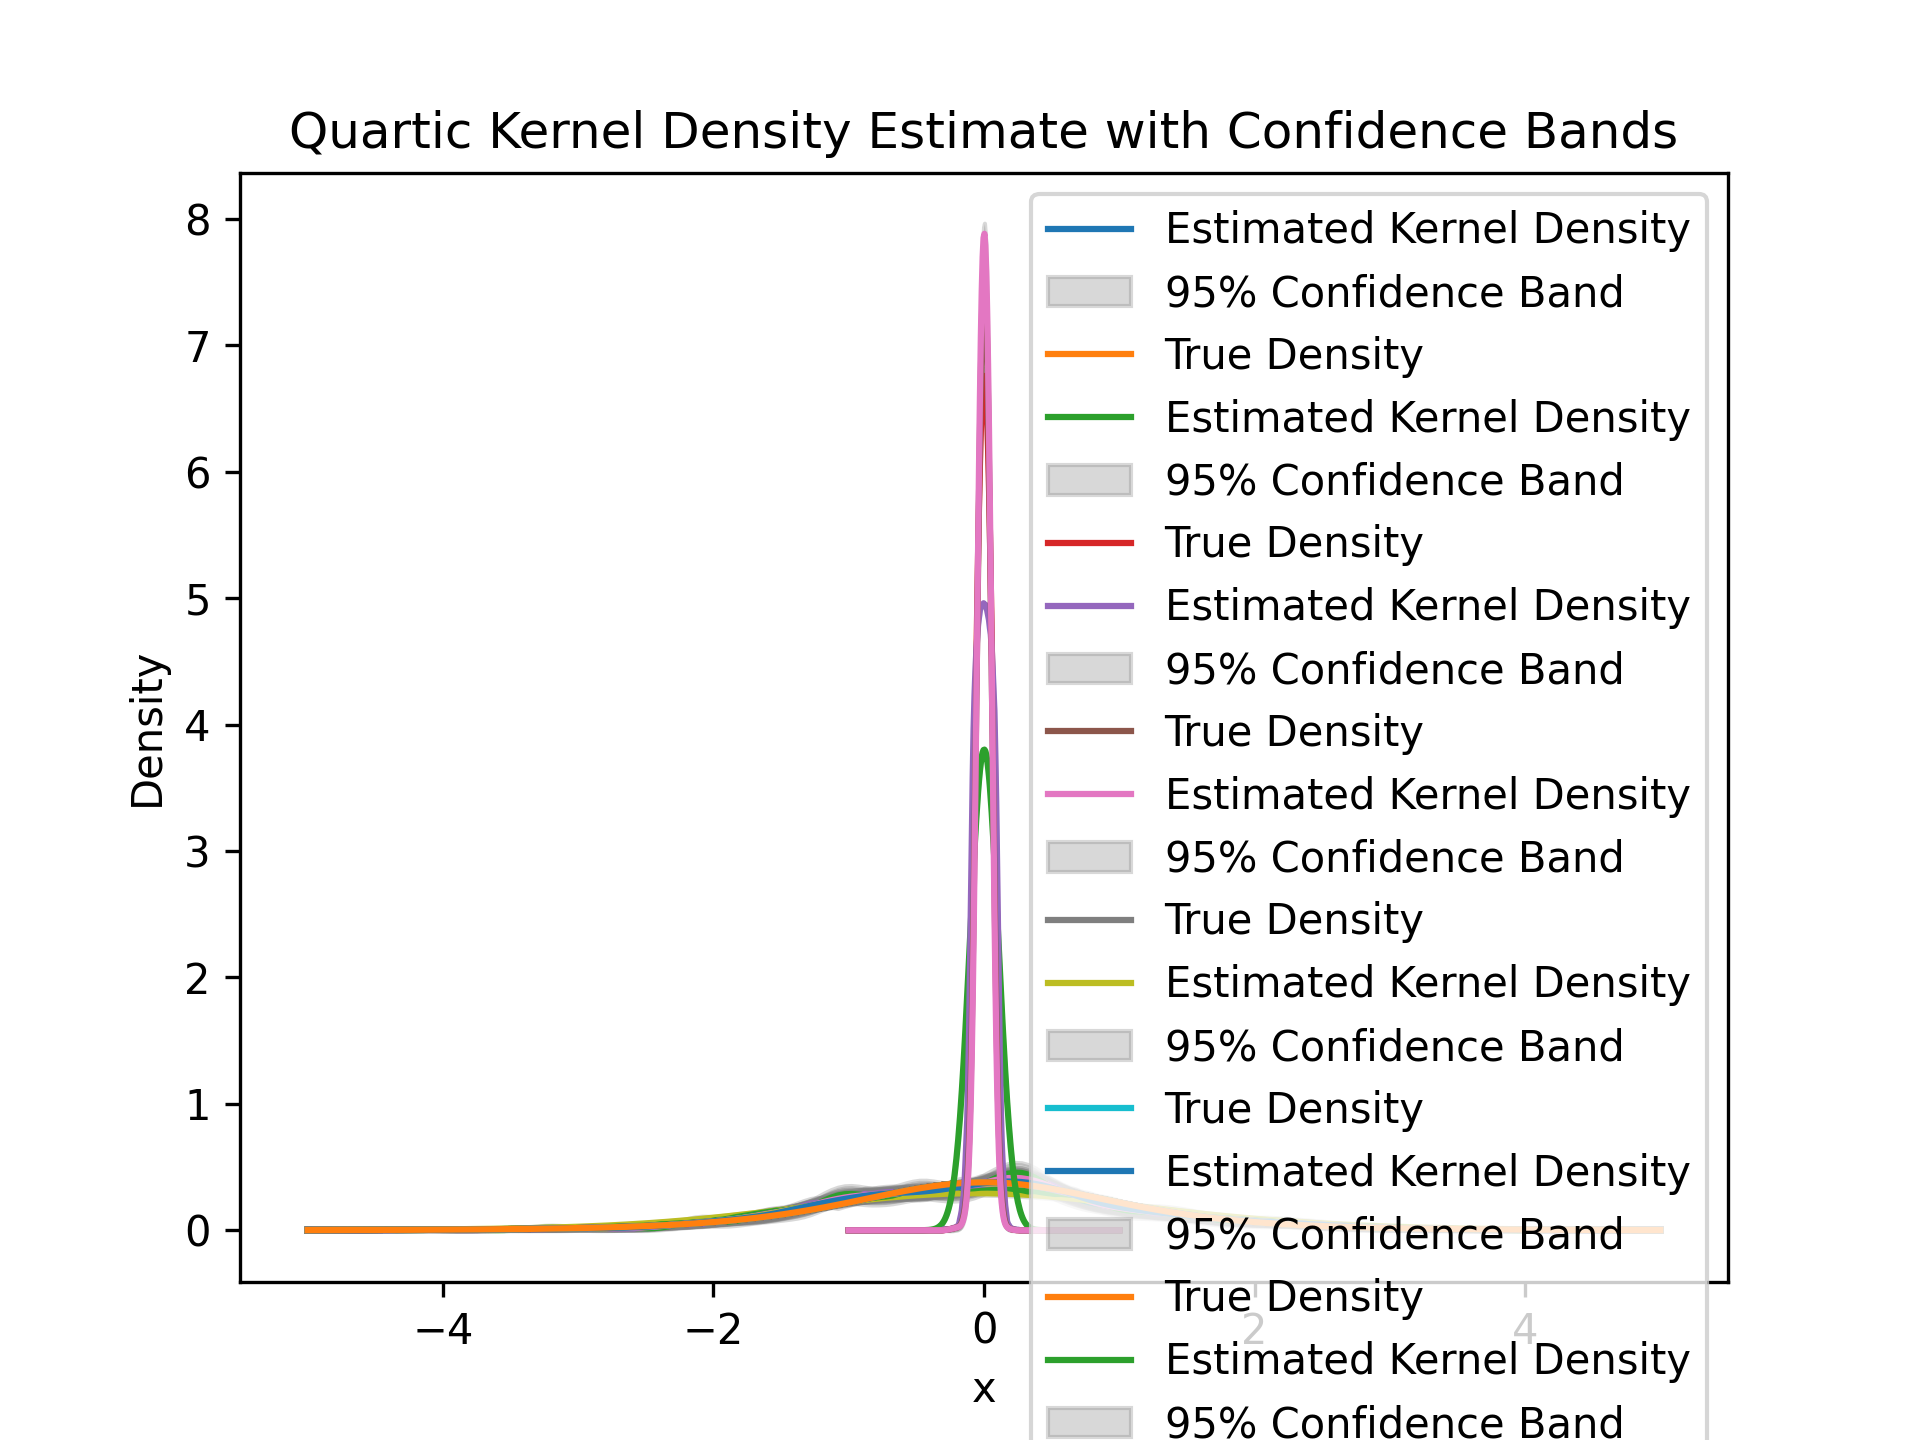 Quartic Kernel Density Estimate with Confidence Bands
8
7
6
5
4
3
2
1
0
Density
−4
−2
0
2
4
x
Estimated Kernel Density
95% Confidence Band
True Density
Estimated Kernel Density
95% Confidence Band
True Density
Estimated Kernel Density
95% Confidence Band
True Density
Estimated Kernel Density
95% Confidence Band
True Density
Estimated Kernel Density
95% Confidence Band
True Density
Estimated Kernel Density
95% Confidence Band
True Density
Estimated Kernel Density
95% Confidence Band